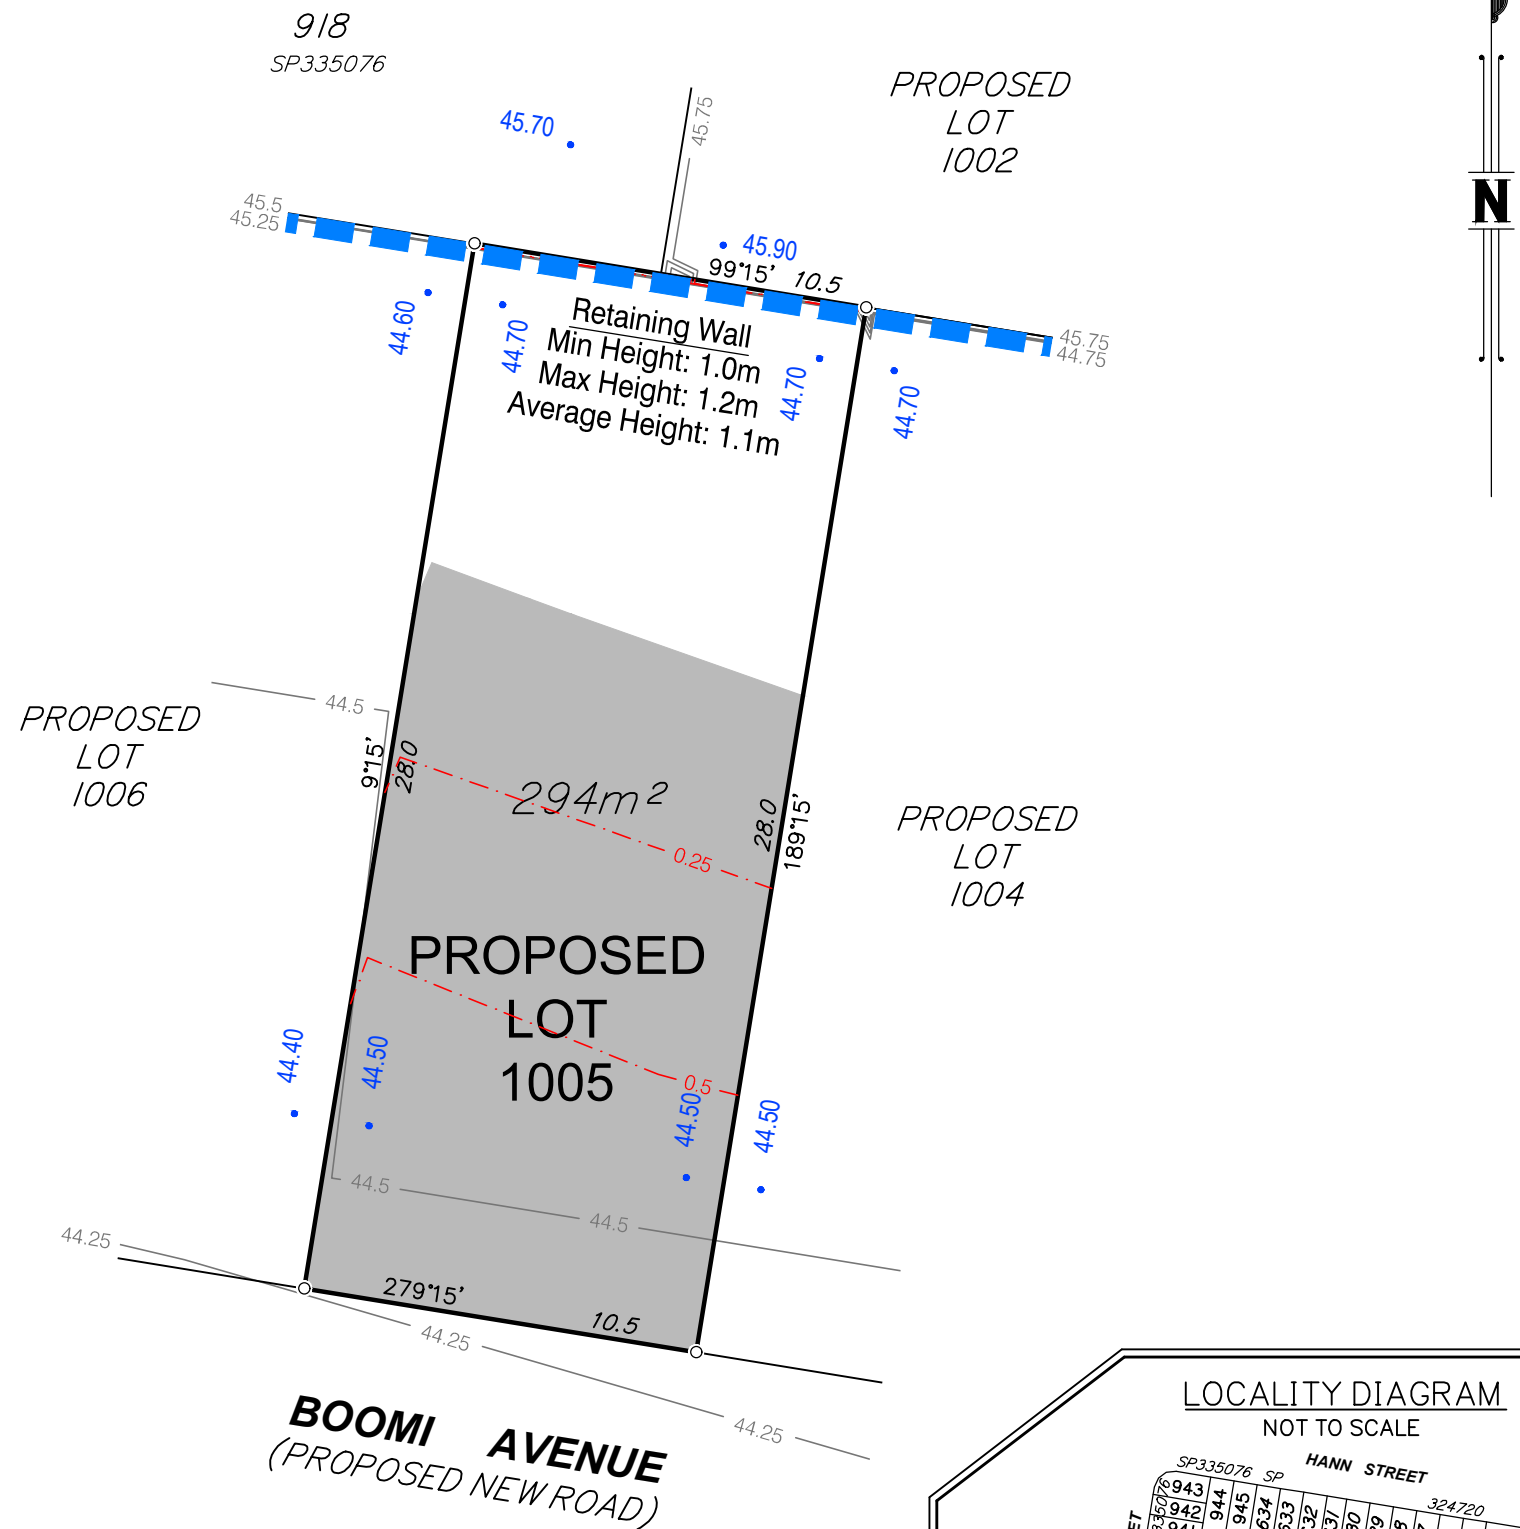 918
SP335076
PROPOSED
LOT
1002
N
45.75
45.70
45.5
45.25
45.90
99°15' 10.5
45.75
44.75
44.60
44.70
Retaining Wall
Min Height: 1.0m
Max Height: 1.2m
Average Height: 1.1m
44.70
44.70
PROPOSED
LOT
1006
44.5
9°15'
28.0
294m²
28.0
189°15'
0.25
PROPOSED
LOT
1004
PROPOSED
LOT
1005
44.40
44.50
0.5
44.50
44.50
44.5
44.5
44.25
279°15'
10.5
44.25
44.25
BOOMI AVENUE
(PROPOSED NEW ROAD)
LOCALITY DIAGRAM
NOT TO SCALE
HANN STREET
SP335076 SP
324720
943
942
944
945
634
633